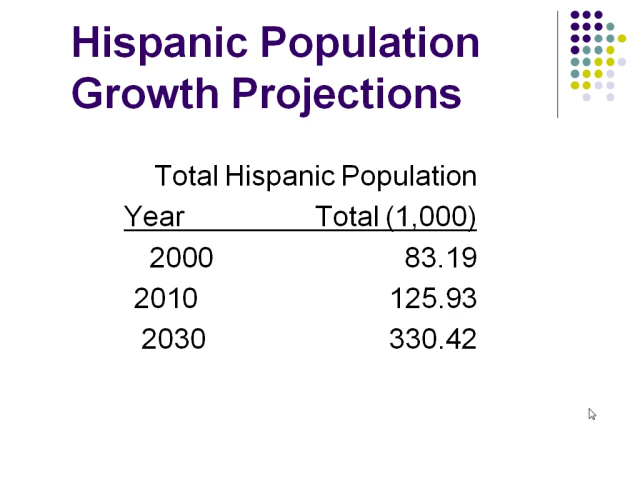 Hispanic Population
Growth Projections
Total Hispanic Population
Year Total (1,000)
2000 83.19
2010 125.93
2030 330.42